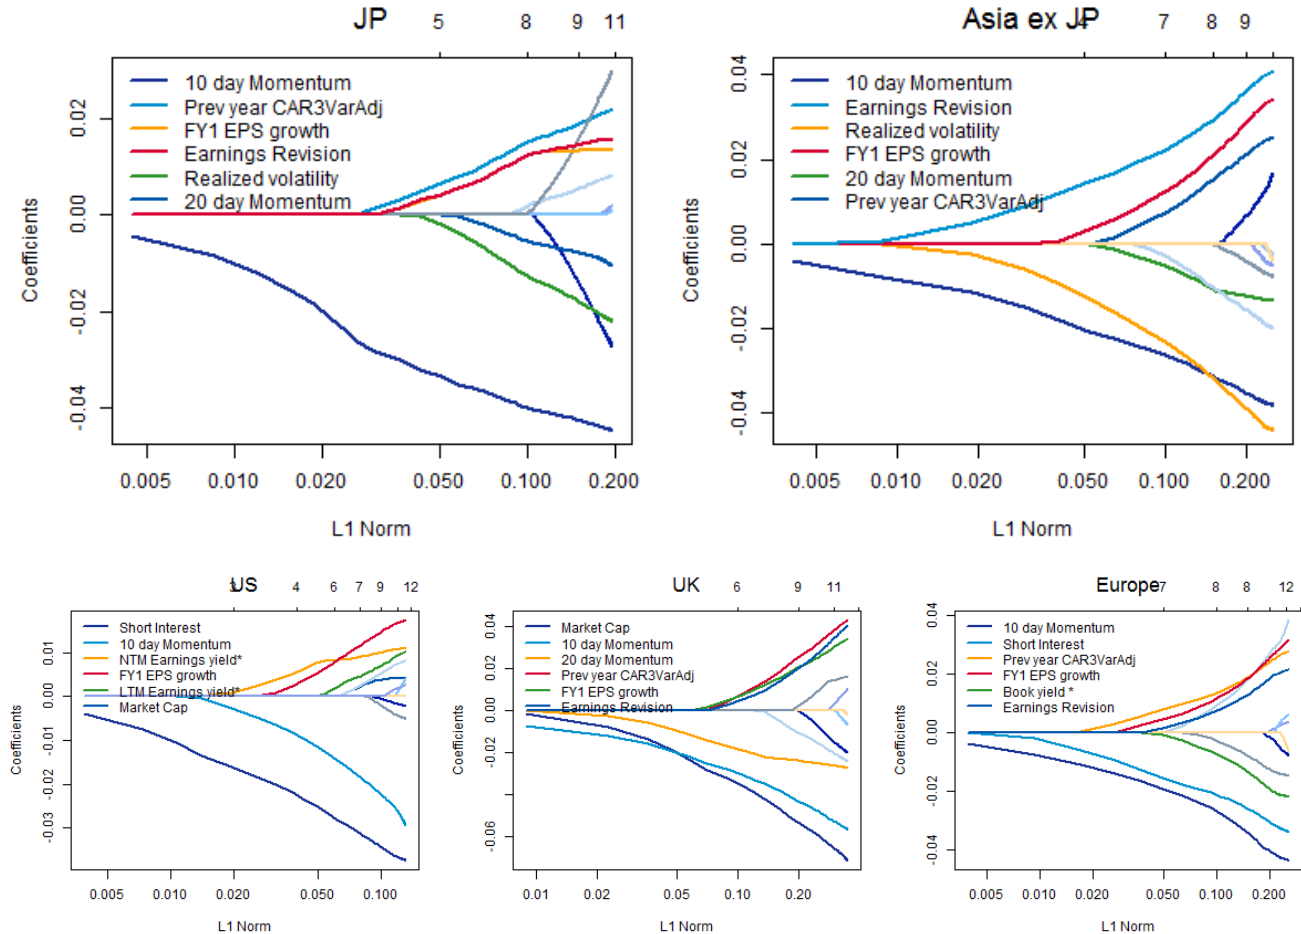 JP
5 8 9 11
10 day Momentum
Prev year CAR3VarAdj
FY1 EPS growth
Earnings Revision
Realized volatility
20 day Momentum
Coefficients
0.02
0.00
-0.02
-0.04
0.005 0.010 0.020 0.050 0.100 0.200
L1 Norm
Asia ex JP
4 7 8 9
10 day Momentum
Earnings Revision
Realized volatility
FY1 EPS growth
20 day Momentum
Prev year CAR3VarAdj
Coefficients
0.04
0.02
0.00
-0.02
-0.04
0.005 0.010 0.020 0.050 0.100 0.200
L1 Norm
US
3 4 6 7 9 12
Short Interest
10 day Momentum
NTM Earnings yield*
FY1 EPS growth
LTM Earnings yield*
Market Cap
Coefficients
0.01
0.00
-0.01
-0.03
0.005 0.010 0.020 0.050 0.100
L1 Norm
UK
6 9 11
Market Cap
10 day Momentum
20 day Momentum
Prev year CAR3VarAdj
FY1 EPS growth
Earnings Revision
Coefficients
0.04
0.02
0.00
-0.02
-0.06
0.01 0.02 0.05 0.10 0.20
L1 Norm
Europe
7 8 8 12
10 day Momentum
Short Interest
Prev year CAR3VarAdj
FY1 EPS growth
Book yield *
Earnings Revision
Coefficients
0.04
0.02
0.00
-0.02
-0.04
0.005 0.010 0.020 0.050 0.100 0.200
L1 Norm